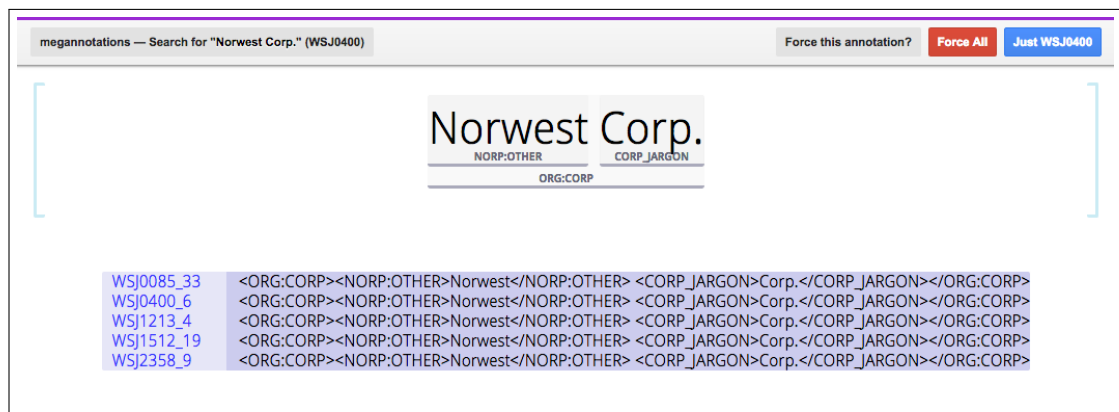 megannotations — Search for "Norwest Corp." (WSJ0400) Force this annotation? Force All Just WSJ0400
Norwest Corp.
NORP:OTHER CORP_JARGON
ORG:CORP
WSJ0085_33 <ORG:CORP><NORP:OTHER>Norwest</NORP:OTHER> <CORP_JARGON>Corp.</CORP_JARGON></ORG:CORP>
WSJ0400_6 <ORG:CORP><NORP:OTHER>Norwest</NORP:OTHER> <CORP_JARGON>Corp.</CORP_JARGON></ORG:CORP>
WSJ1213_4 <ORG:CORP><NORP:OTHER>Norwest</NORP:OTHER> <CORP_JARGON>Corp.</CORP_JARGON></ORG:CORP>
WSJ1512_19 <ORG:CORP><NORP:OTHER>Norwest</NORP:OTHER> <CORP_JARGON>Corp.</CORP_JARGON></ORG:CORP>
WSJ2358_9 <ORG:CORP><NORP:OTHER>Norwest</NORP:OTHER> <CORP_JARGON>Corp.</CORP_JARGON></ORG:CORP>